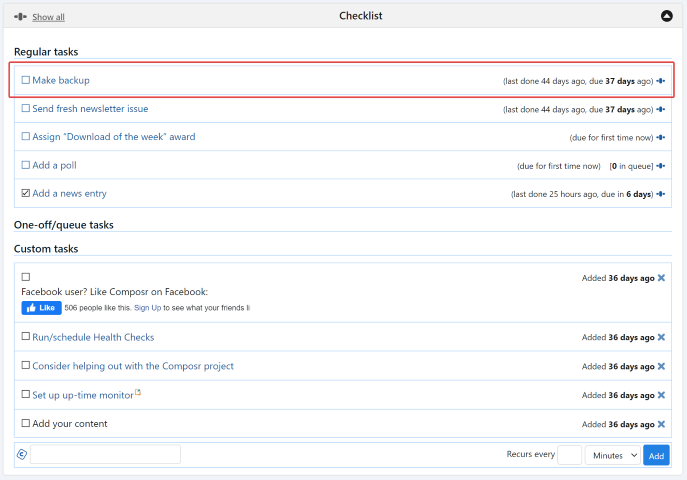 Show all
Checklist
Regular tasks
Make backup (last done 44 days ago, due 37 days ago)
Send fresh newsletter issue (last done 44 days ago, due 37 days ago)
Assign “Download of the week” award (due for first time now)
Add a poll (due for first time now) [0 in queue]
Add a news entry (last done 25 hours ago, due in 6 days)
One-off/queue tasks
Custom tasks
Added 36 days ago
Facebook user? Like Composr on Facebook:
Like 506 people like this. Sign Up to see what your friends li
Run/schedule Health Checks Added 36 days ago
Consider helping out with the Composr project Added 36 days ago
Set up up-time monitor Added 36 days ago
Add your content Added 36 days ago
Recurs every Minutes Add